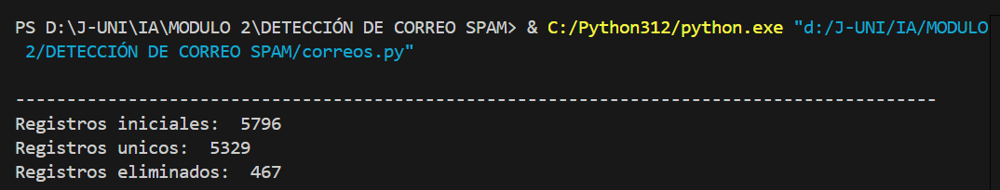 PS D:\J-UNI\IA\MODULO 2\DETECCIÓN DE CORREO SPAM> & C:/Python312/python.exe "d:/J-UNI/IA/MODULO
2/DETECCIÓN DE CORREO SPAM/correos.py"
------------------------------------------------------------------------------------------
Registros iniciales:  5796
Registros unicos:  5329
Registros eliminados:  467